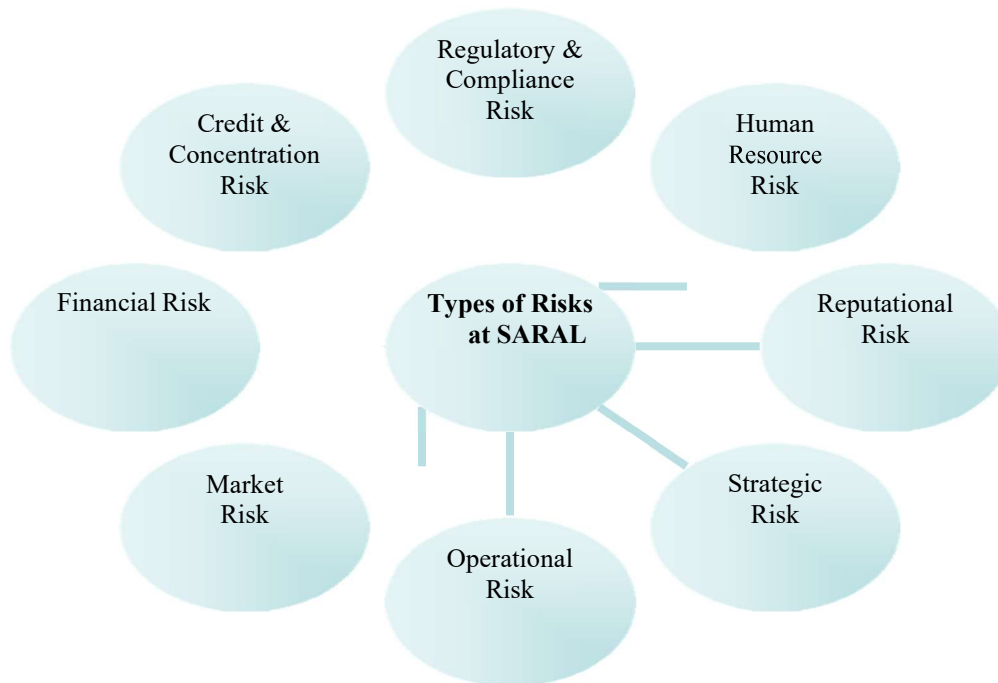 Regulatory &
Compliance
Risk
Credit &
Concentration
Risk
Human
Resource
Risk
Financial Risk
Types of Risks
at SARAL
Reputational
Risk
Market
Risk
Operational
Risk
Strategic
Risk